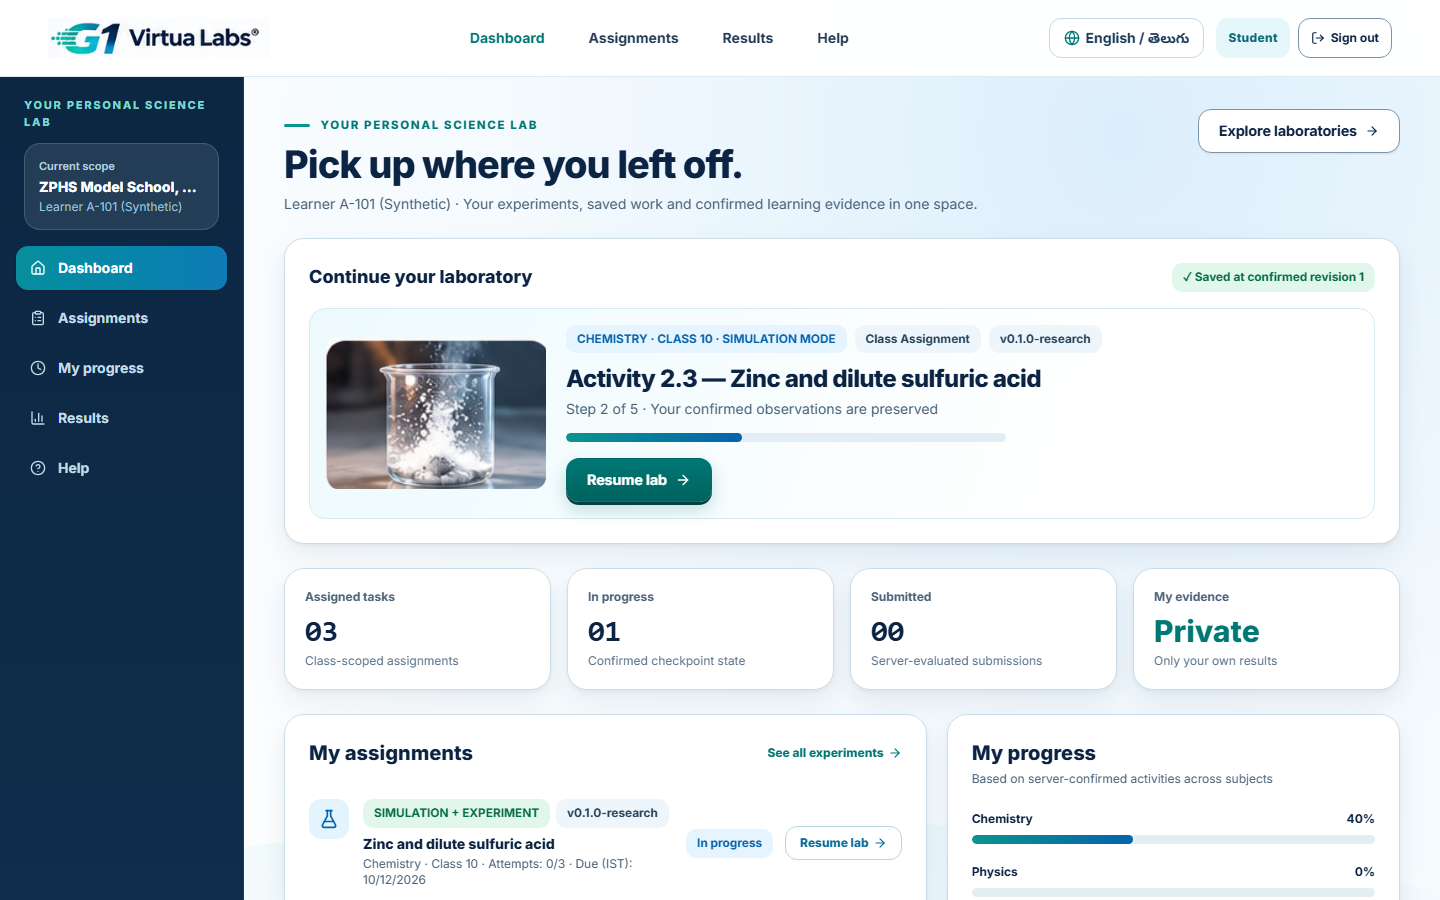 G1 Virtua Labs®
Dashboard
Assignments
Results
Help
English / తెలుగు
Student
Sign out
YOUR PERSONAL SCIENCE
LAB
Current scope
ZPHS Model School, ...
Learner A-101 (Synthetic)
Dashboard
Assignments
My progress
Results
Help
YOUR PERSONAL SCIENCE LAB
Pick up where you left off.
Learner A-101 (Synthetic) · Your experiments, saved work and confirmed learning evidence in one space.
Explore laboratories →
Continue your laboratory
✓ Saved at confirmed revision 1
CHEMISTRY · CLASS 10 · SIMULATION MODE
Class Assignment
v0.1.0-research
Activity 2.3 — Zinc and dilute sulfuric acid
Step 2 of 5 · Your confirmed observations are preserved
Resume lab →
Assigned tasks
03
Class-scoped assignments
In progress
01
Confirmed checkpoint state
Submitted
00
Server-evaluated submissions
My evidence
Private
Only your own results
My assignments
See all experiments →
SIMULATION + EXPERIMENT
v0.1.0-research
Zinc and dilute sulfuric acid
Chemistry · Class 10 · Attempts: 0/3 · Due (IST):
10/12/2026
In progress
Resume lab →
My progress
Based on server-confirmed activities across subjects
Chemistry
40%
Physics
0%